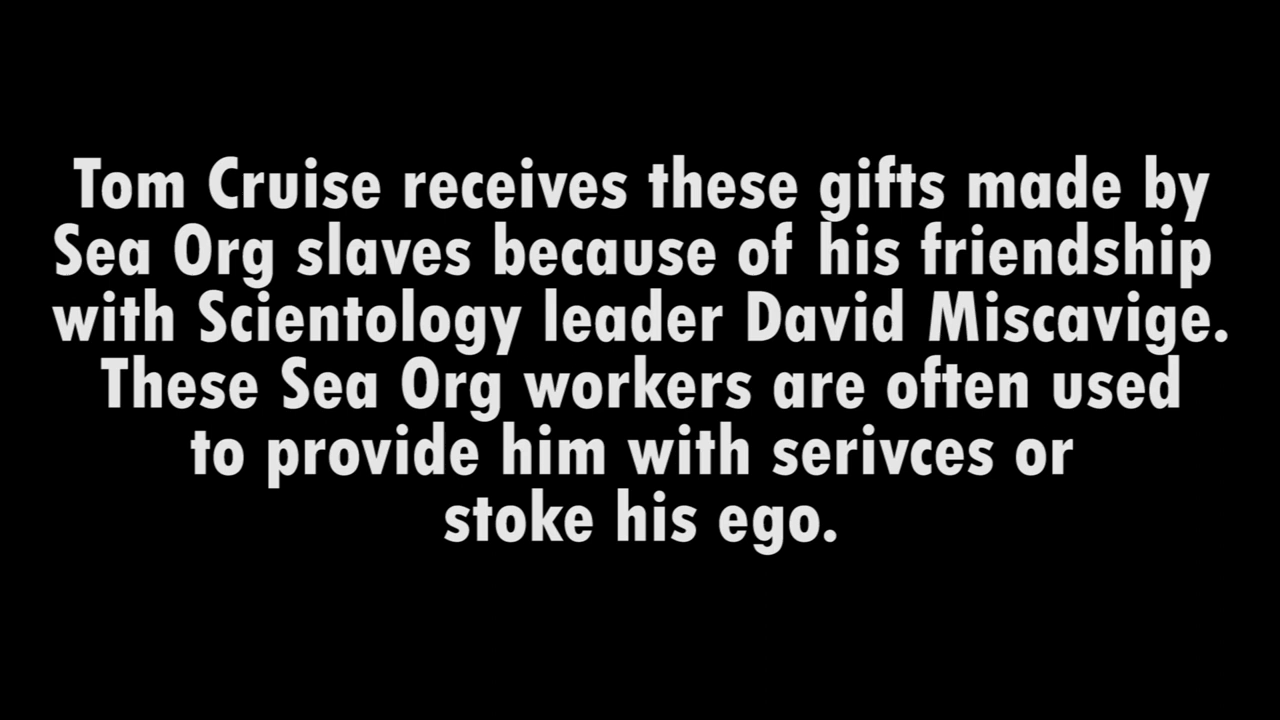 Tom Cruise receives these gifts made by
Sea Org slaves because of his friendship
with Scientology leader David Miscavige.
These Sea Org workers are often used
to provide him with serivces or
stoke his ego.